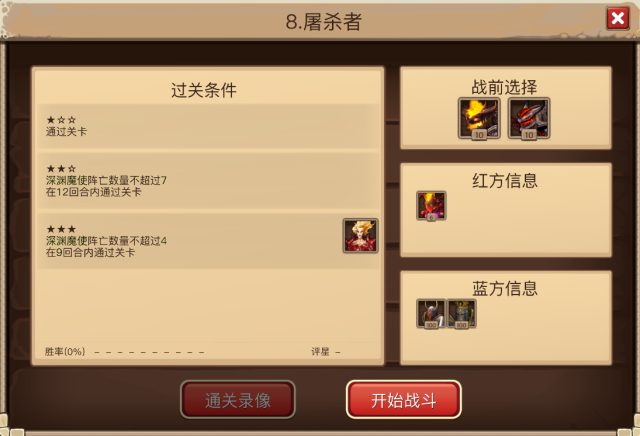 8.屠杀者
过关条件
★☆☆
通过关卡
★★☆
深渊魔使阵亡数量不超过7
在12回合内通过关卡
★★★
深渊魔使阵亡数量不超过4
在9回合内通过关卡
胜率(0%) - - - - - - - - - -
评星 -
战前选择
10
10
红方信息
蓝方信息
100
100
通关录像
开始战斗